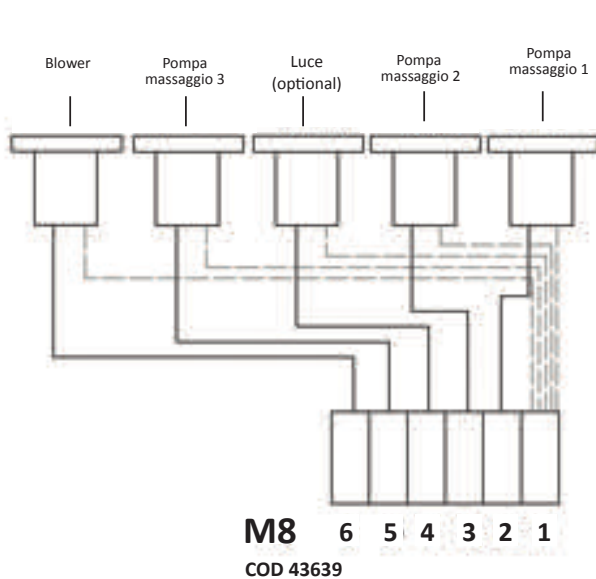 Blower
Pompa
massaggio 3
Luce
(optional)
Pompa
massaggio 2
Pompa
massaggio 1
M8 6 5 4 3 2 1
COD 43639